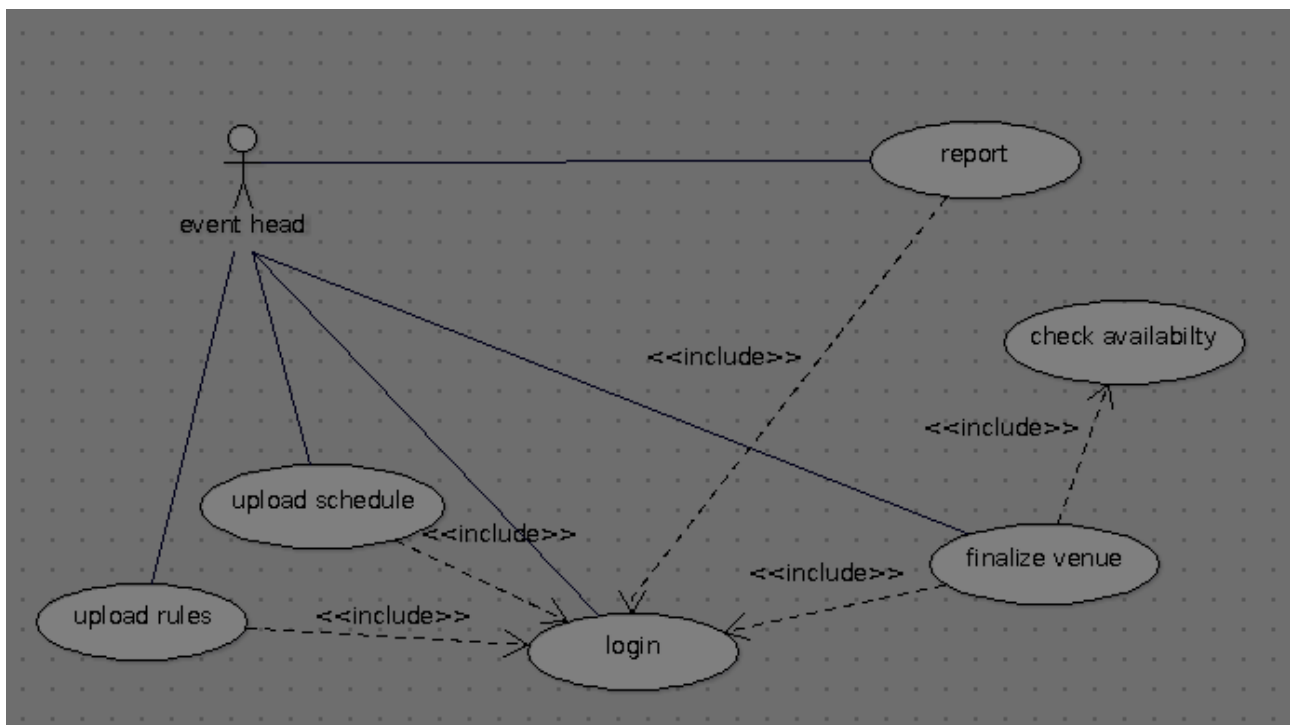 report
event head
check availabilty
<<include>>
<<include>>
upload schedule
<<include>>
finalize venue
<<include>>
upload rules
<<include>>
login